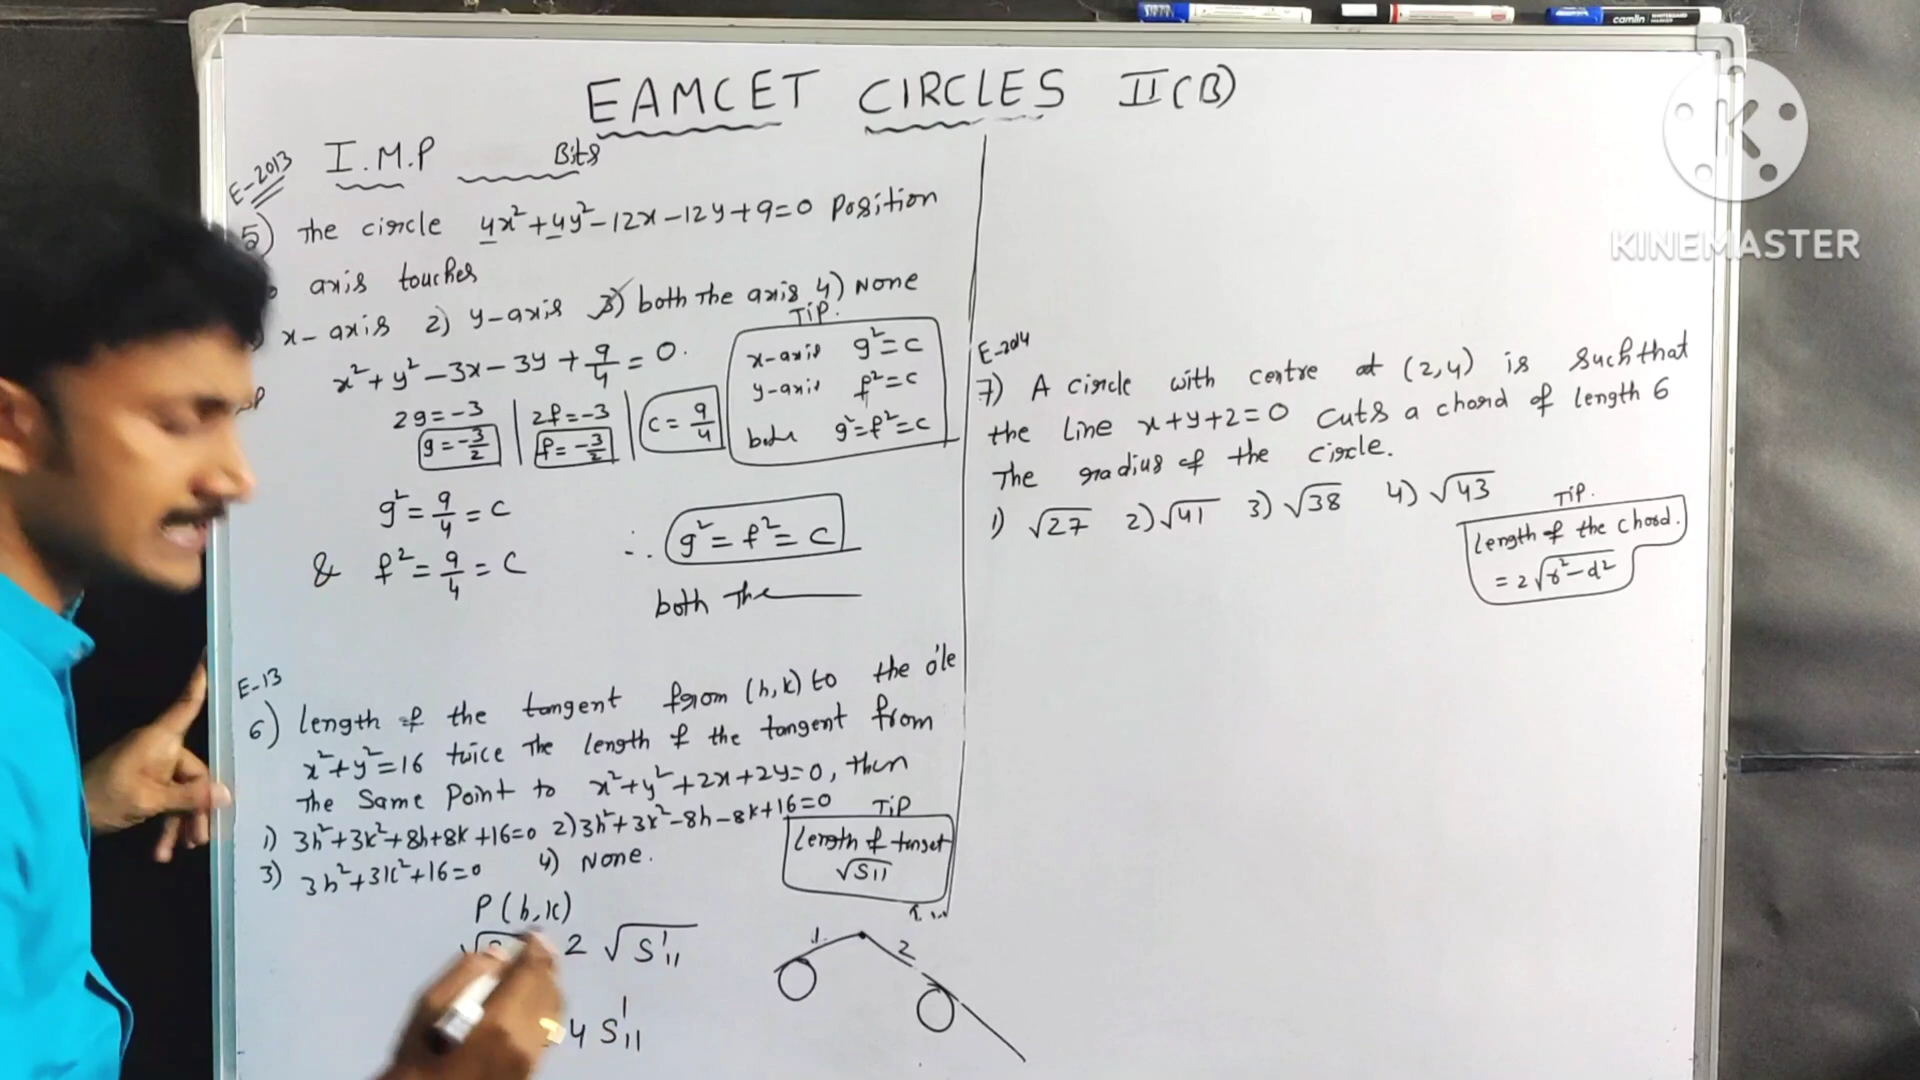 EAMCET CIRCLES II(B)
I.M.P Bits
E-2013
5) The circle 4x²+4y²-12x-12y+9=0 Position
axis touches
x-axis 2) y-axis 3) both the axis 4) None
x²+y²-3x-3y+9/4=0.
2g=-3 | 2f=-3 | c=9/4
g=-3/2 f=-3/2
TIP.
x-axis g²=c
y-axis f²=c
both g²=f²=c
g²=9/4=c
& f²=9/4=c
∴ g²=f²=c
both the
E-13
6) Length of the tangent from (h,k) to the o'le
x²+y²=16 twice the length of the tangent from
the Same Point to x²+y²+2x+2y=0, then
1) 3h²+3k²+8h+8k+16=0 2) 3h²+3k²-8h-8k+16=0
3) 3h²+3k²+16=0 4) None.
TIP
Length of tanget
√S11
P(h,k)
2 √S'11
4 S'11
1.
2
E-2014
7) A circle with centre at (2,4) is Such that
the Line x+y+2=0 cuts a chord of length 6
The radius of the circle.
1) √27 2) √41 3) √38 4) √43
TIP.
Length of the chord.
= 2√r²-d²
camlin
KINEMASTER